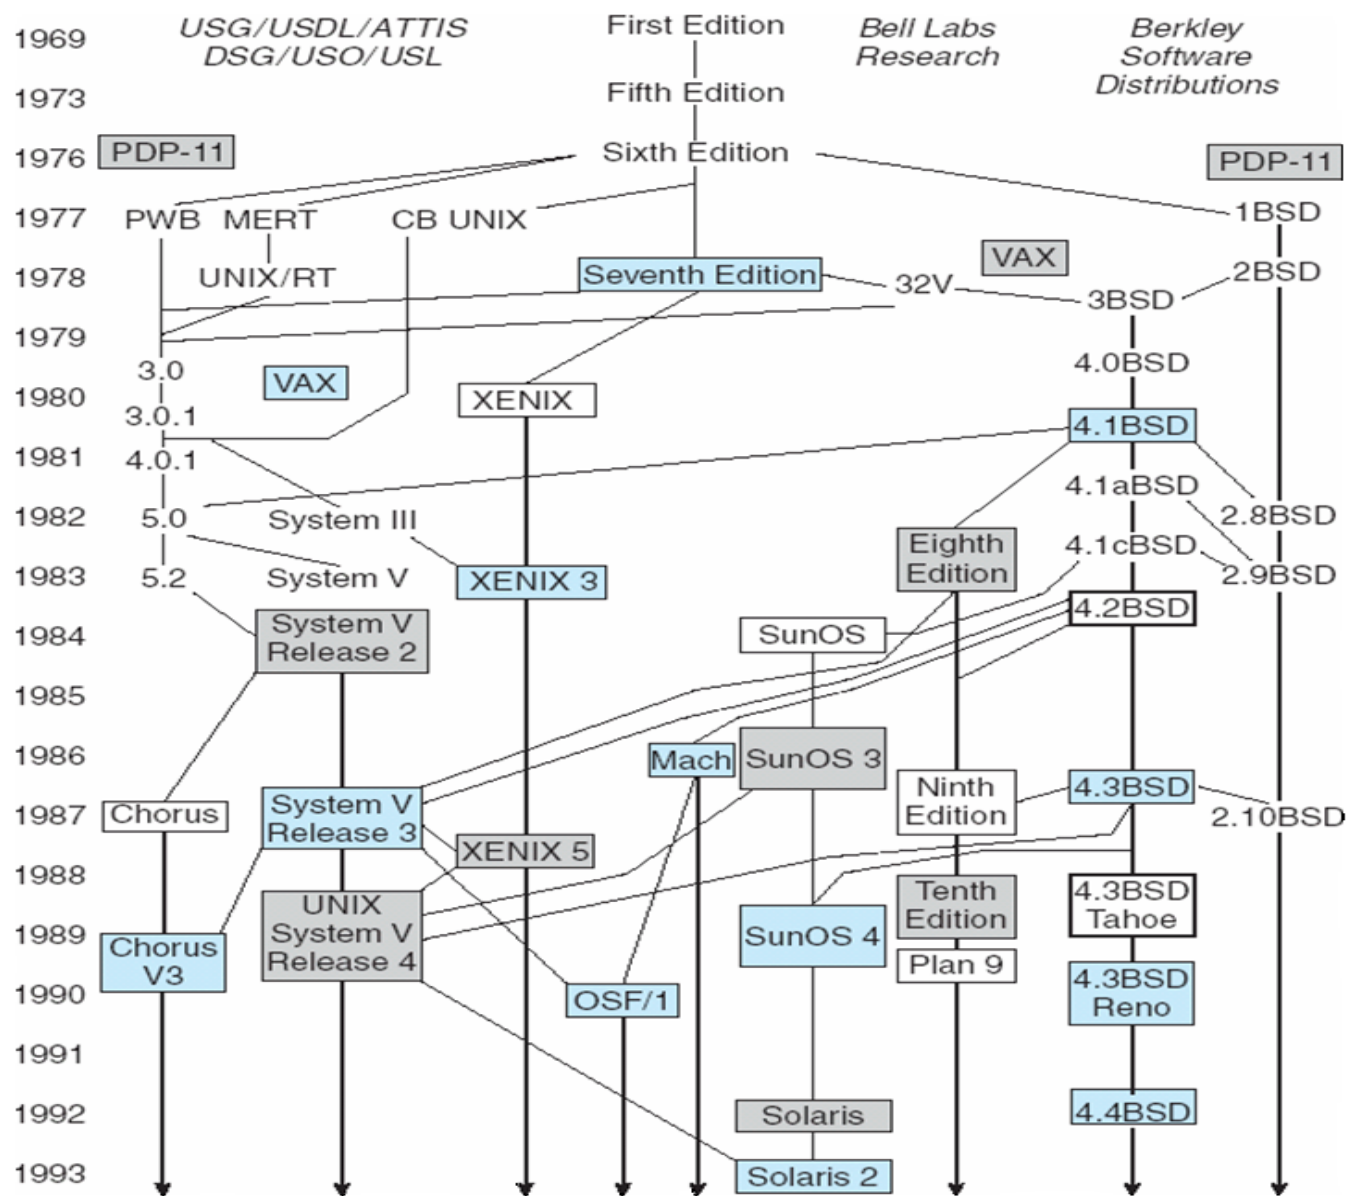 1969
USG/USDL/ATTIS
DSG/USO/USL
First Edition
Bell Labs
Research
Berkley
Software
Distributions
1973
Fifth Edition
1976
PDP-11
Sixth Edition
PDP-11
1977
PWB
MERT
CB UNIX
1BSD
1978
UNIX/RT
Seventh Edition
32V
VAX
3BSD
2BSD
1979
3.0
VAX
4.0BSD
1980
3.0.1
XENIX
4.1BSD
1981
4.0.1
4.1aBSD
1982
5.0
System III
2.8BSD
Eighth
Edition
4.1cBSD
1983
5.2
System V
XENIX 3
2.9BSD
4.2BSD
1984
System V
Release 2
SunOS
1985
1986
Mach
SunOS 3
Ninth
Edition
4.3BSD
1987
Chorus
System V
Release 3
2.10BSD
XENIX 5
1988
UNIX
System V
Release 4
Tenth
Edition
4.3BSD
Tahoe
1989
Chorus
V3
SunOS 4
Plan 9
4.3BSD
Reno
1990
OSF/1
1991
1992
Solaris
4.4BSD
1993
Solaris 2